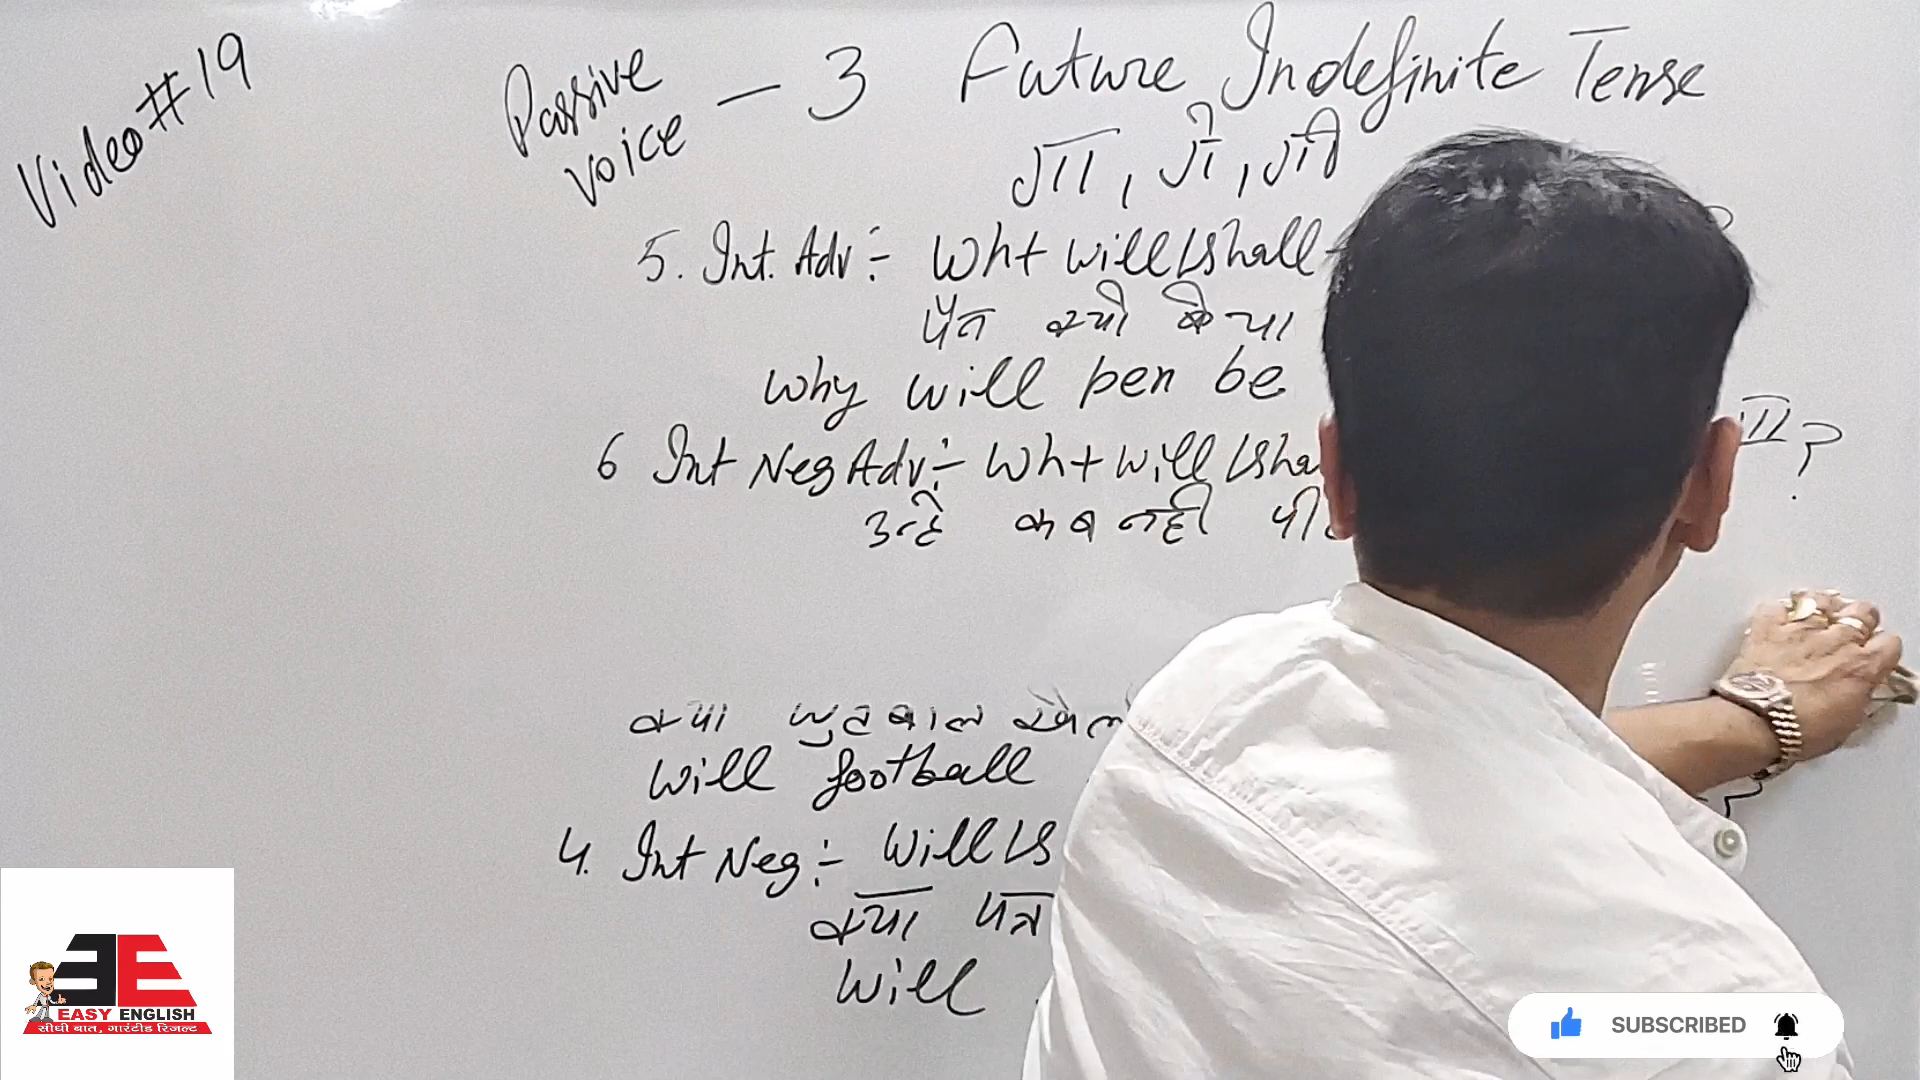 Video#19
Passive voice - 3 Future Indefinite Tense
गा, गे, गी
5. Int. Adv:- Wh+ will/shall
पेन क्यो
?
Why will pen be
6 Int Neg Adv:- Wh+ will/sha III?
उन्हे कब नही पी
क्या फुटबाल खेल
Will football
4. Int Neg:- Will/s
क्या पत्र
Will
EE
EASY ENGLISH
सीधी बात, गारंटीड रिजल्ट
SUBSCRIBED